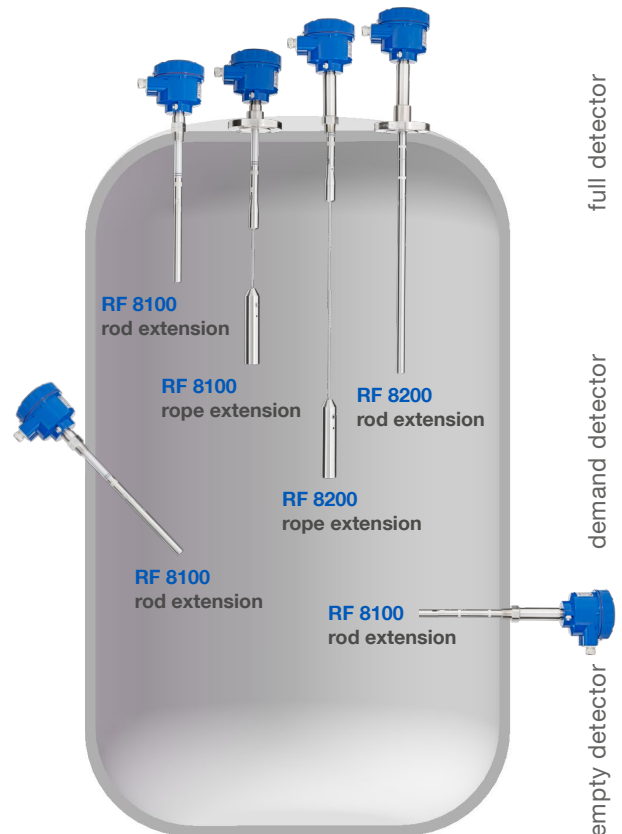 full detector
RF 8100
rod extension
RF 8100
rope extension
RF 8200
rod extension
demand detector
RF 8200
rope extension
RF 8100
rod extension
RF 8100
rod extension
empty detector